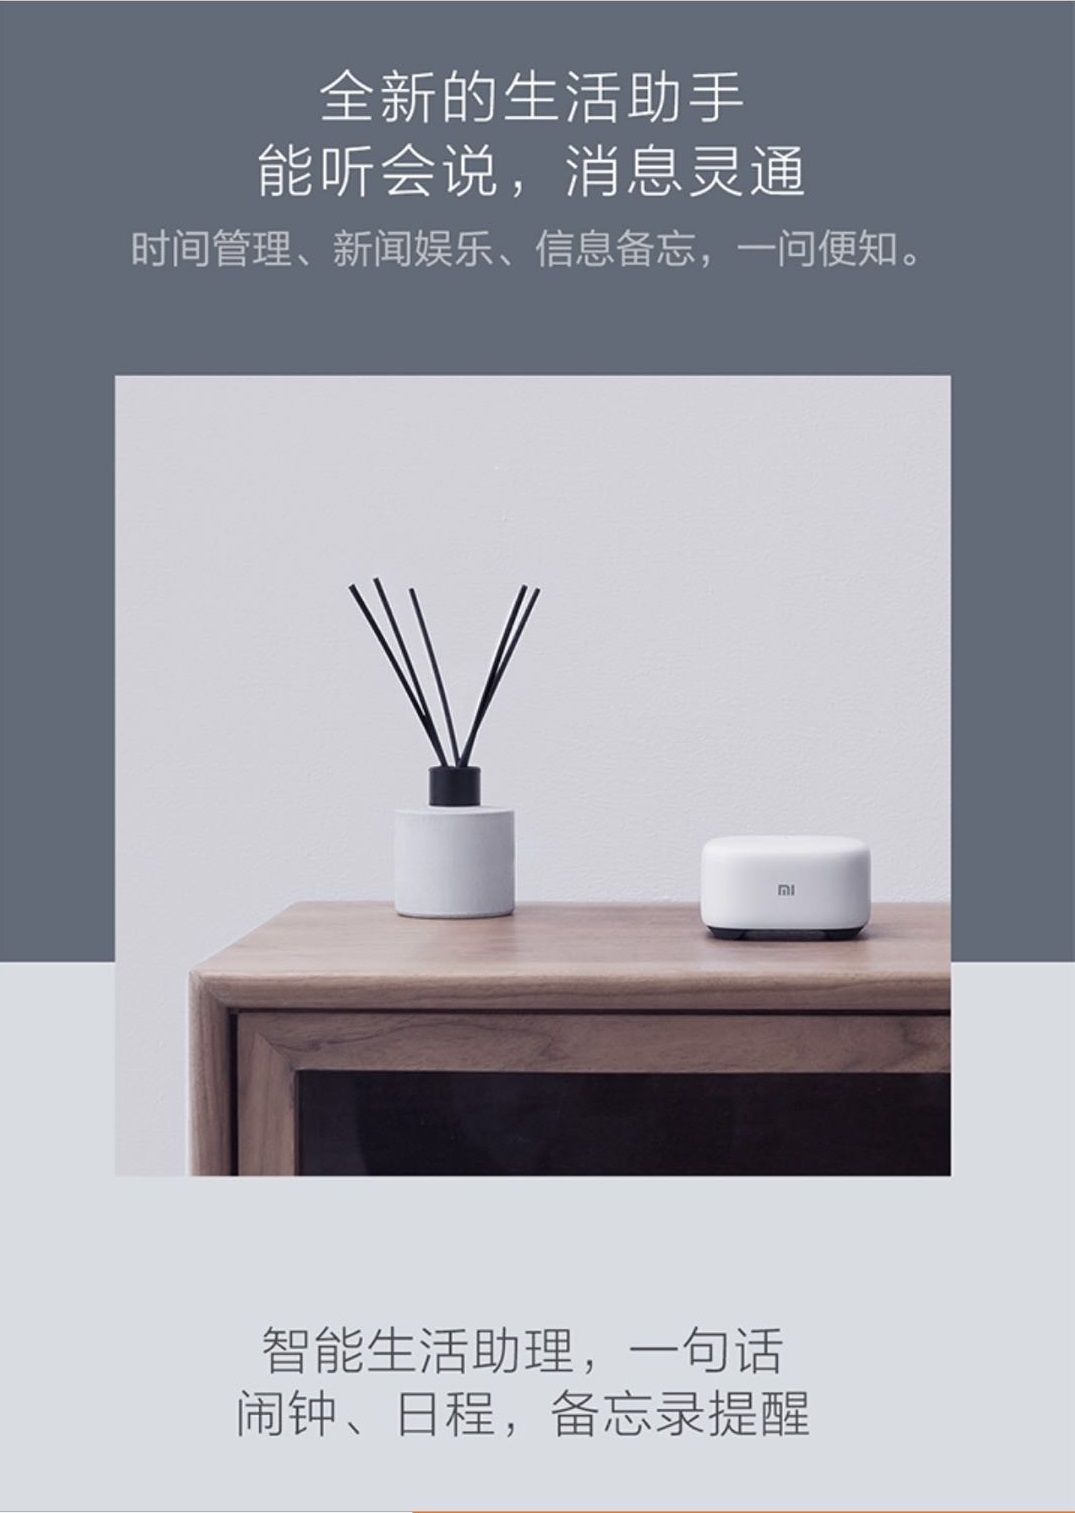 全新的生活助手
能听会说，消息灵通
时间管理、新闻娱乐、信息备忘，一问便知。
MI
智能生活助理，一句话
闹钟、日程，备忘录提醒